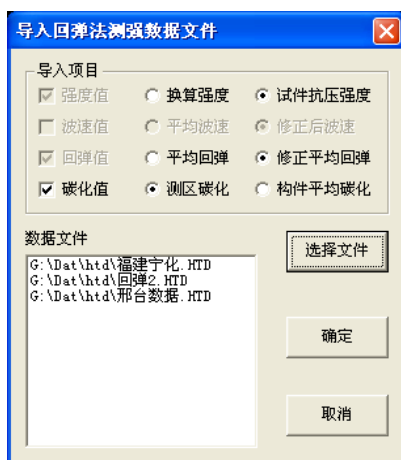 导入回弹法测强数据文件
导入项目
强度值 换算强度 试件抗压强度
波速值 平均波速 修正后波速
回弹值 平均回弹 修正平均回弹
碳化值 测区碳化 构件平均碳化
数据文件
选择文件
G:\Dat\htd\福建宁化.HTD
G:\Dat\htd\回弹2.HTD
G:\Dat\htd\邢台数据.HTD
确定
取消